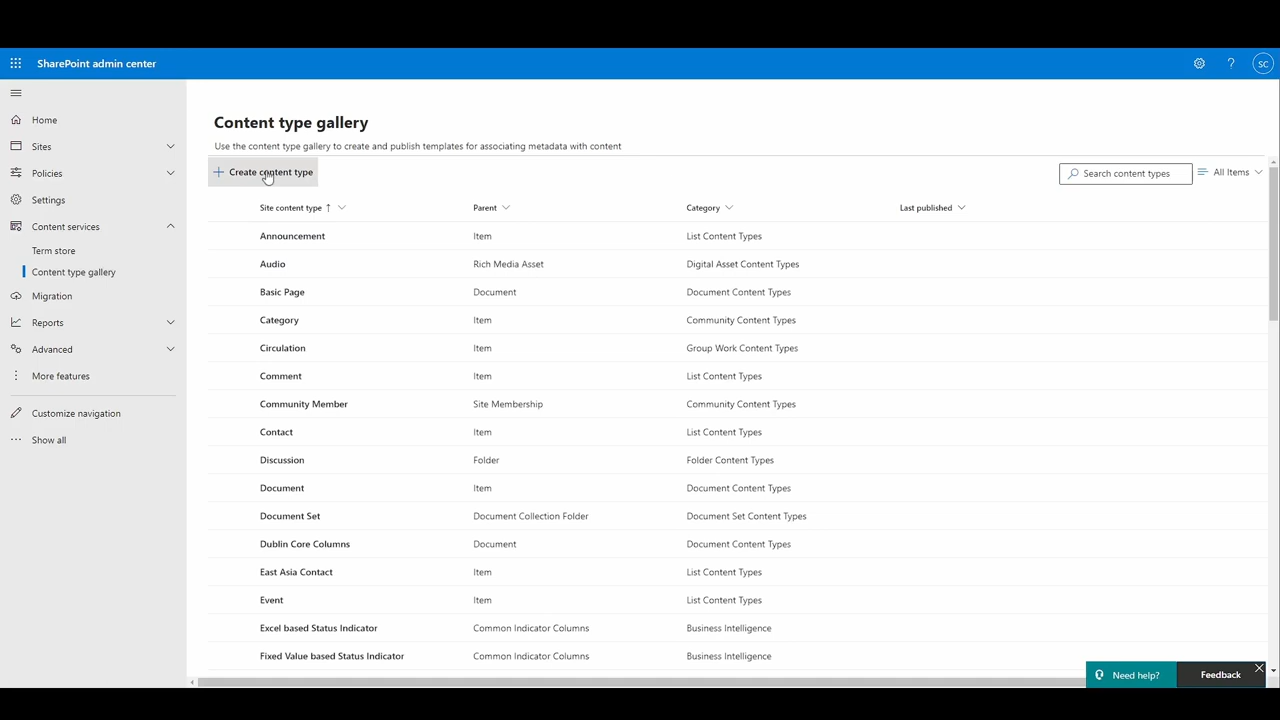 SharePoint admin center
SC
Home
Sites
Policies
Settings
Content services
Term store
Content type gallery
Migration
Reports
Advanced
More features
Customize navigation
Show all
Content type gallery
Use the content type gallery to create and publish templates for associating metadata with content
Create content type
Search content types
All Items
Site content type Parent Category Last published
Announcement Item List Content Types
Audio Rich Media Asset Digital Asset Content Types
Basic Page Document Document Content Types
Category Item Community Content Types
Circulation Item Group Work Content Types
Comment Item List Content Types
Community Member Site Membership Community Content Types
Contact Item List Content Types
Discussion Folder Folder Content Types
Document Item Document Content Types
Document Set Document Collection Folder Document Set Content Types
Dublin Core Columns Document Document Content Types
East Asia Contact Item List Content Types
Event Item List Content Types
Excel based Status Indicator Common Indicator Columns Business Intelligence
Fixed Value based Status Indicator Common Indicator Columns Business Intelligence
Need help?
Feedback